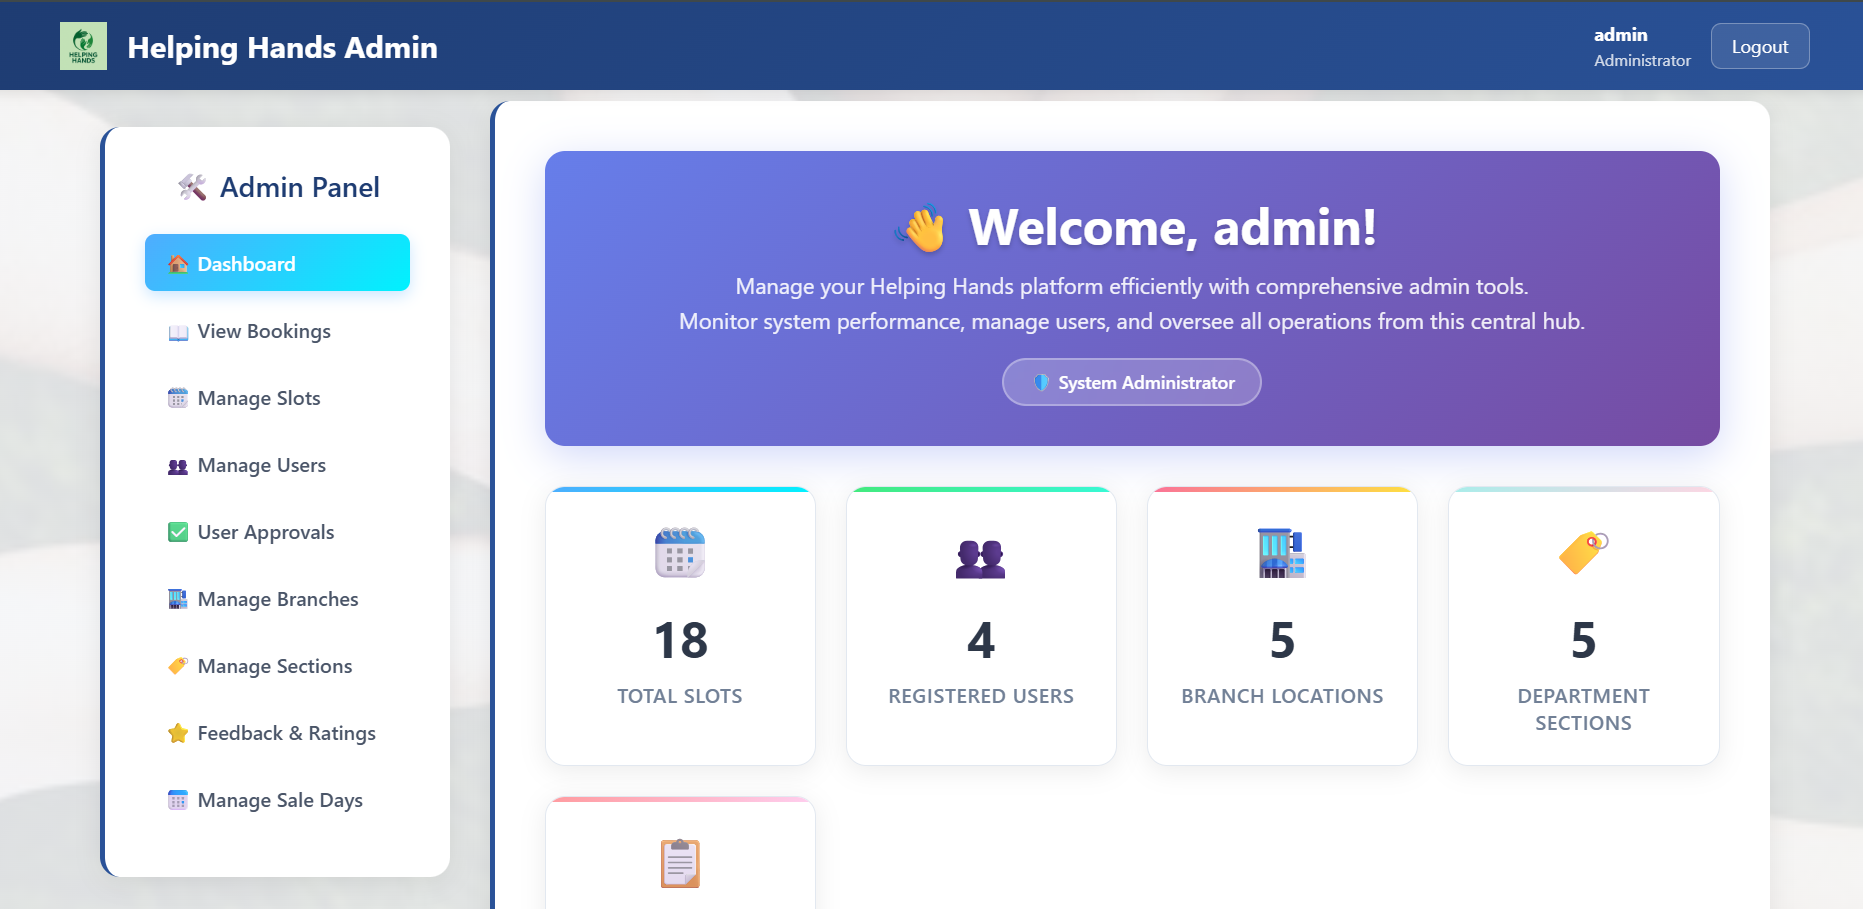 HELPING
HANDS
Helping Hands Admin
admin
Administrator
Logout
Admin Panel
Dashboard
View Bookings
Manage Slots
Manage Users
User Approvals
Manage Branches
Manage Sections
Feedback & Ratings
Manage Sale Days
Welcome, admin!
Manage your Helping Hands platform efficiently with comprehensive admin tools.
Monitor system performance, manage users, and oversee all operations from this central hub.
System Administrator
18
TOTAL SLOTS
4
REGISTERED USERS
5
BRANCH LOCATIONS
5
DEPARTMENT
SECTIONS